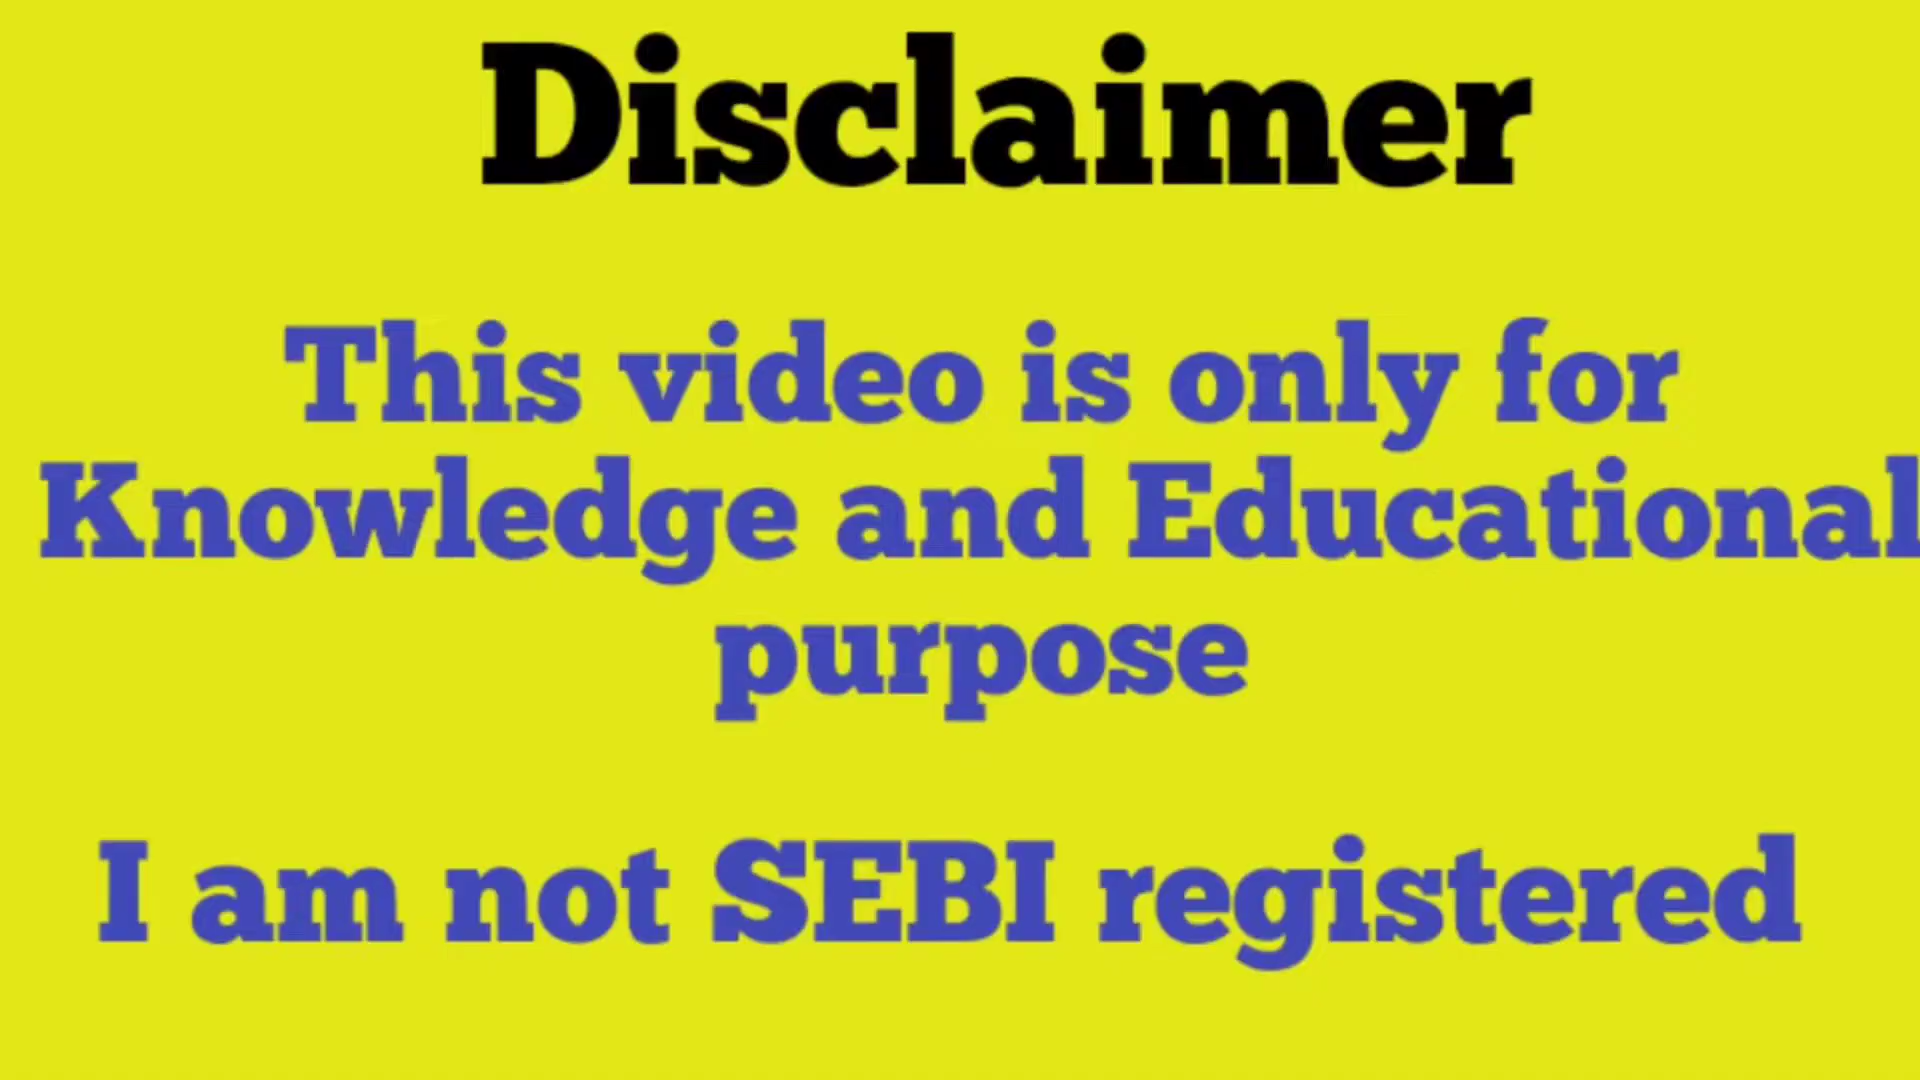 Disclaimer
This video is only for
Knowledge and Educational
purpose
I am not SEBI registered